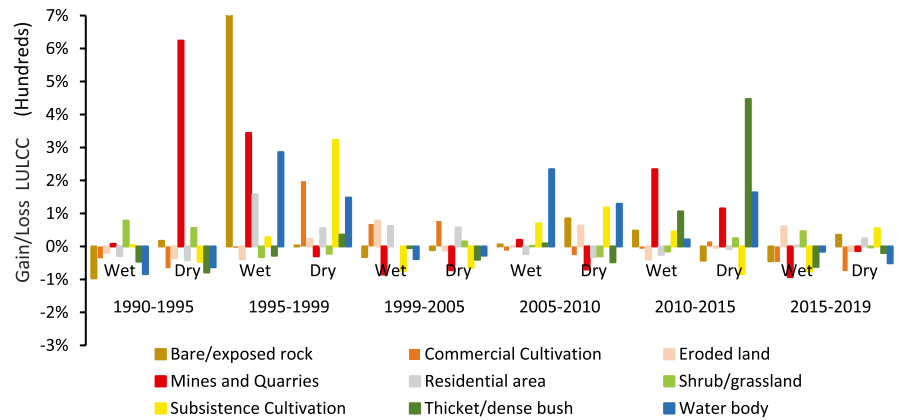 Gain/Loss LULCC (Hundreds)
7%
6%
5%
4%
3%
2%
1%
0%
-1%
-2%
-3%
Wet Dry Wet Dry Wet Dry Wet Dry Wet Dry Wet Dry
1990-1995 1995-1999 1999-2005 2005-2010 2010-2015 2015-2019
Bare/exposed rock Commercial Cultivation Eroded land
Mines and Quarries Residential area Shrub/grassland
Subsistence Cultivation Thicket/dense bush Water body